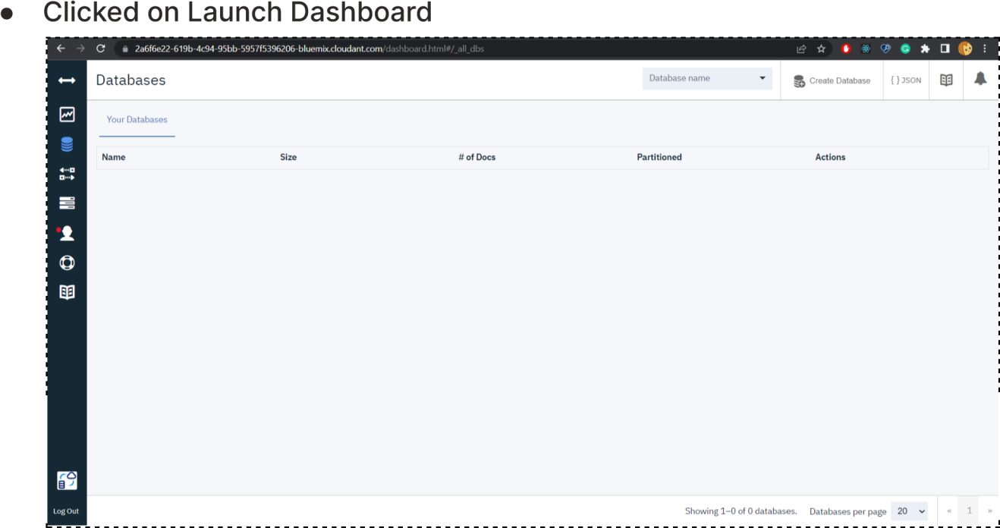 ● Clicked on Launch Dashboard
2a6f6e22-619b-4c94-95bb-5957f5396206-bluemix.cloudant.com/dashboard.html#/_all_dbs
Databases
Database name
Create Database
{ } JSON
Your Databases
Name Size # of Docs Partitioned Actions
Log Out
Showing 1–0 of 0 databases. Databases per page 20 « 1 »